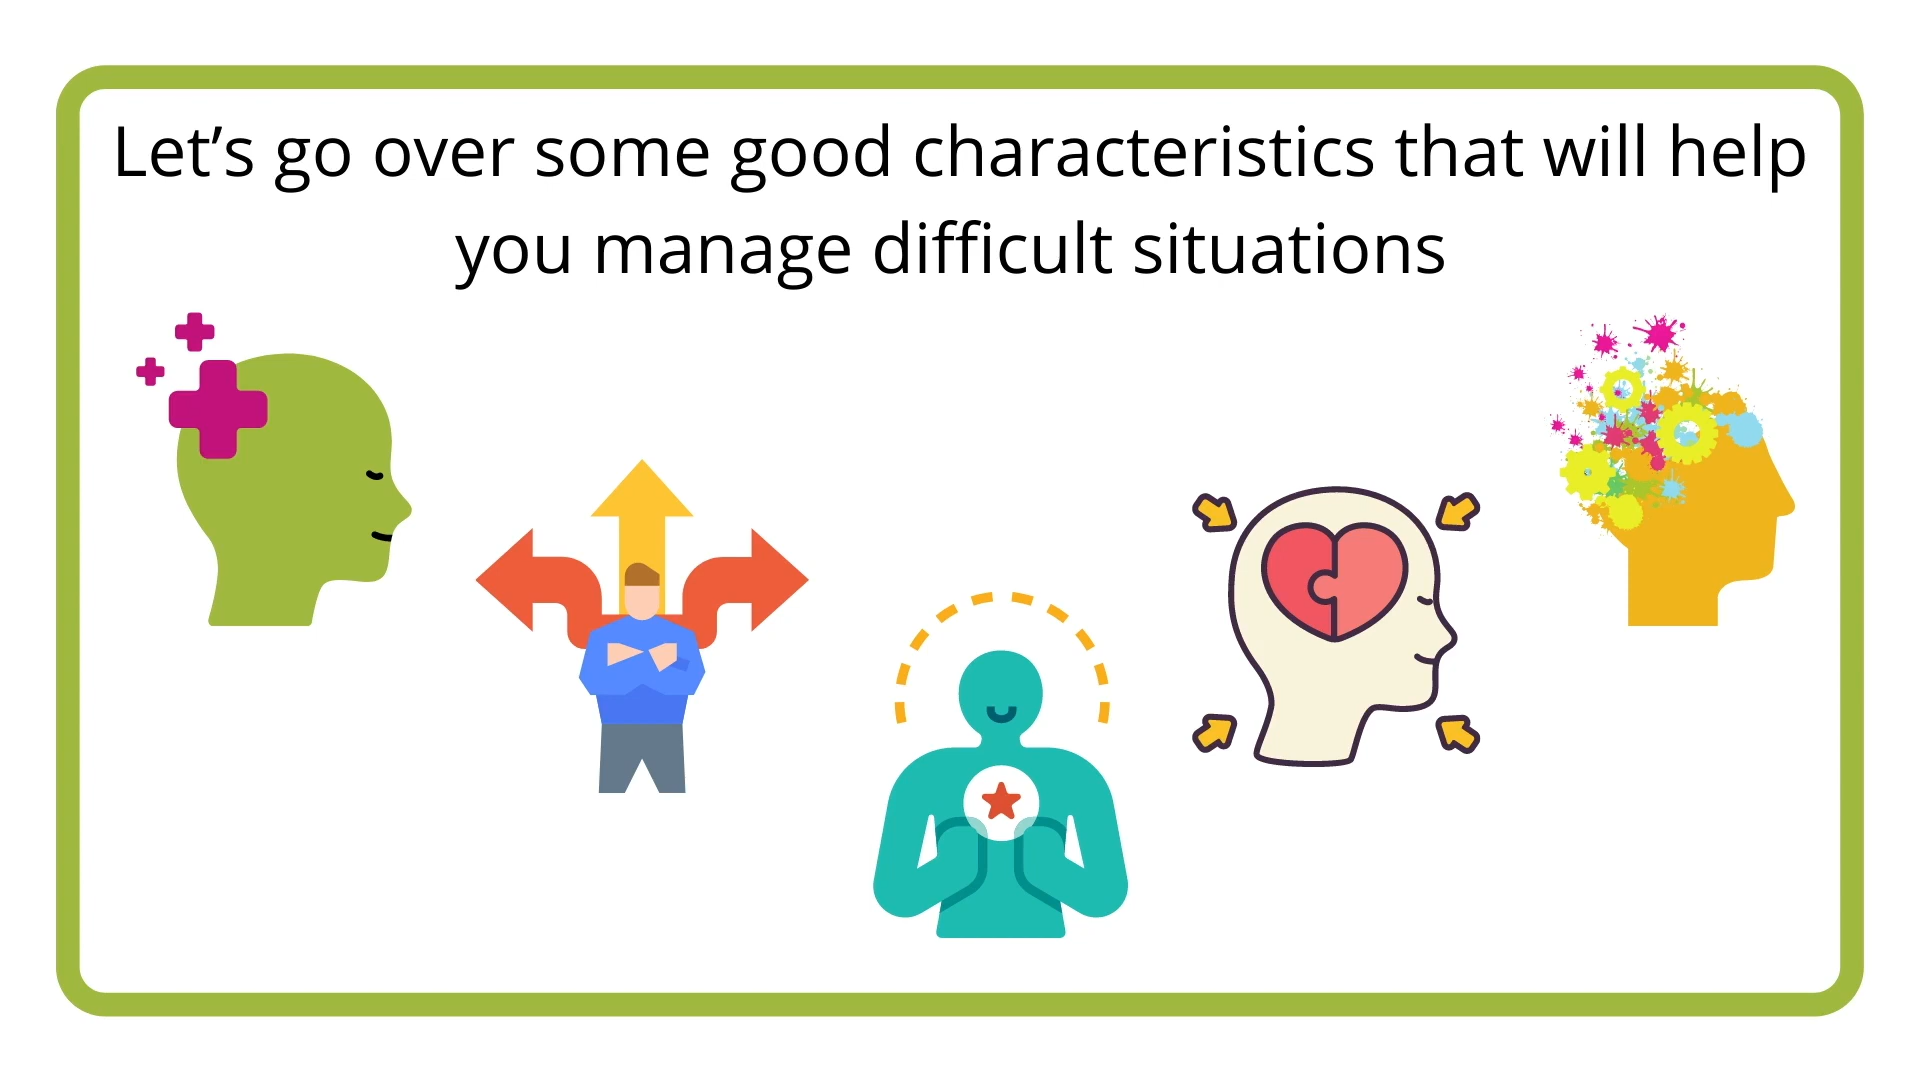 Let’s go over some good characteristics that will help
you manage difficult situations